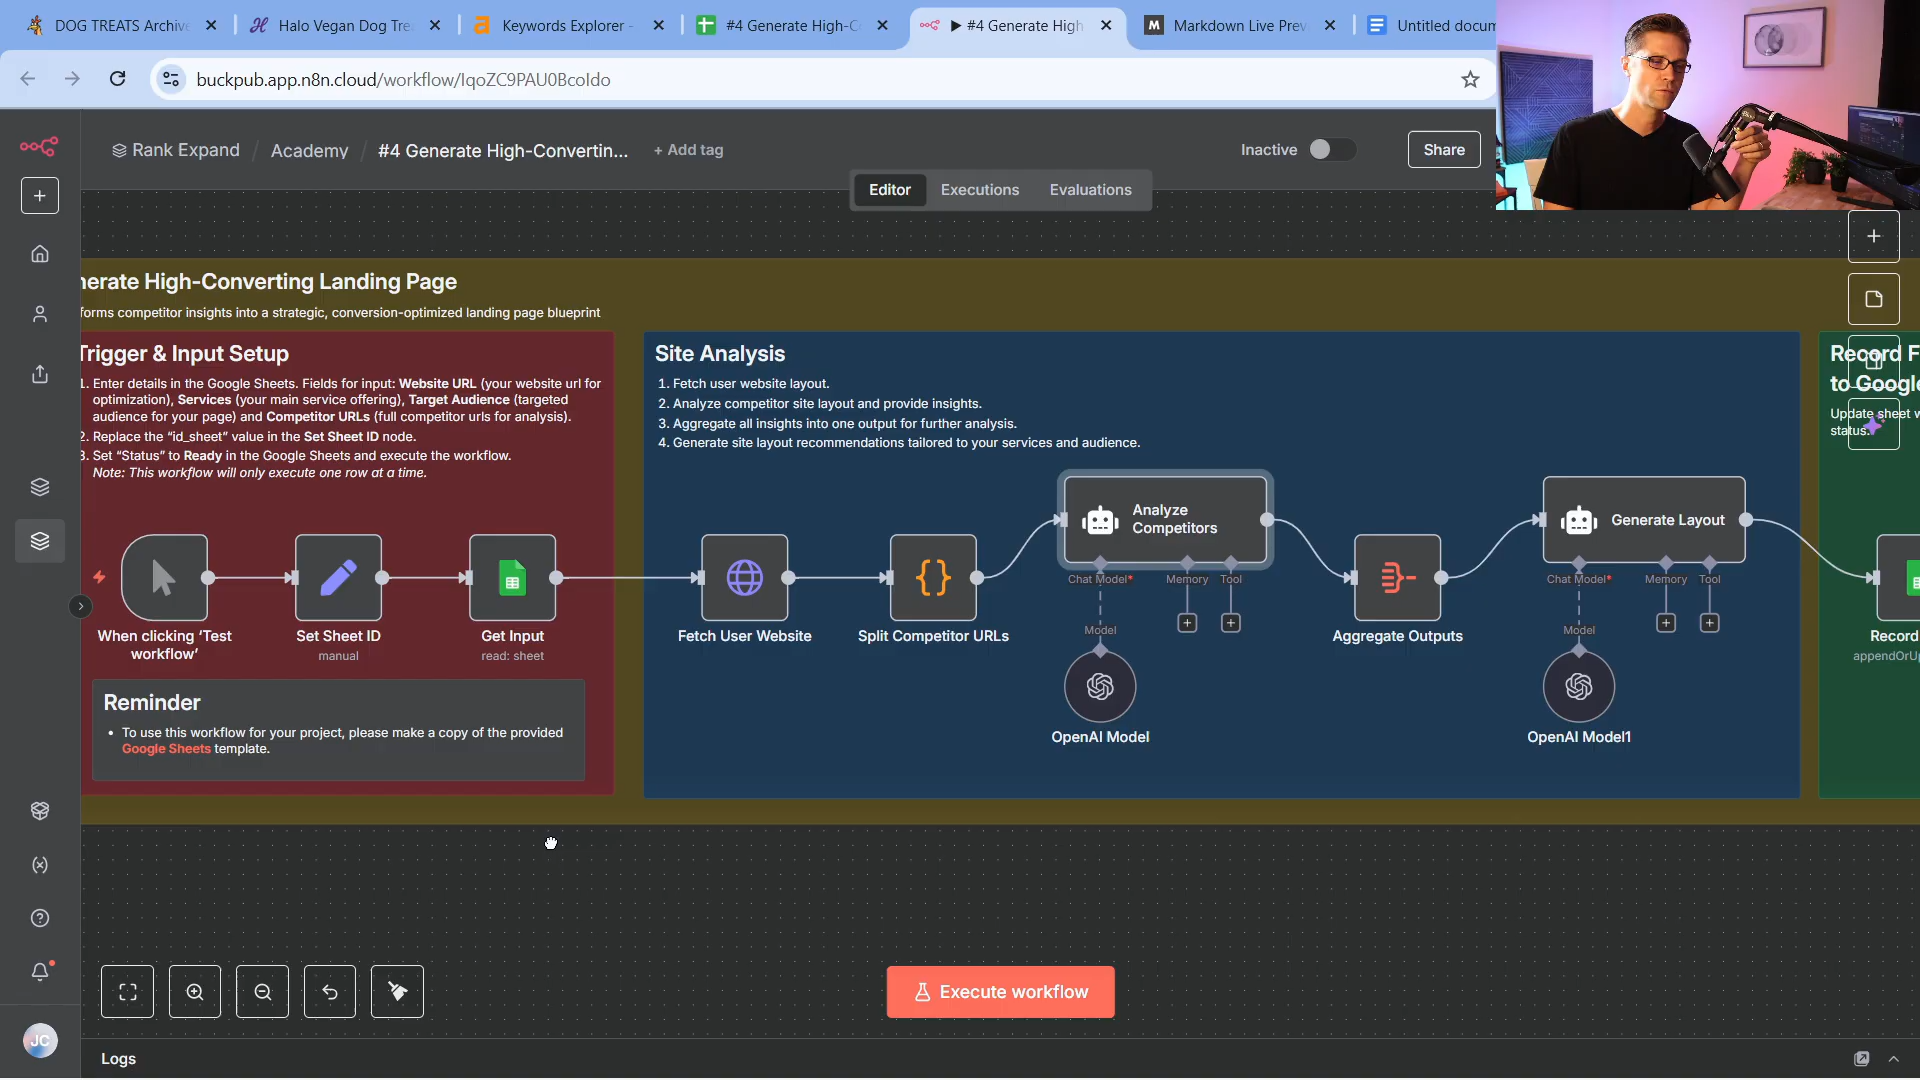 DOG TREATS Archive
Halo Vegan Dog Trea
Keywords Explorer -
#4 Generate High-C
#4 Generate High
M
Markdown Live Prev
Untitled docum
buckpub.app.n8n.cloud/workflow/IqoZC9PAU0BcoIdo
Rank Expand / Academy / #4 Generate High-Convertin... + Add tag
Inactive
Share
Editor Executions Evaluations
nerate High-Converting Landing Page
forms competitor insights into a strategic, conversion-optimized landing page blueprint
Trigger & Input Setup
1. Enter details in the Google Sheets. Fields for input: Website URL (your website url for
optimization), Services (your main service offering), Target Audience (targeted
audience for your page) and Competitor URLs (full competitor urls for analysis).
2. Replace the “id_sheet” value in the Set Sheet ID node.
3. Set “Status” to Ready in the Google Sheets and execute the workflow.
Note: This workflow will only execute one row at a time.
When clicking ‘Test
workflow’
Set Sheet ID
manual
Get Input
read: sheet
Reminder
• To use this workflow for your project, please make a copy of the provided
Google Sheets template.
Site Analysis
1. Fetch user website layout.
2. Analyze competitor site layout and provide insights.
3. Aggregate all insights into one output for further analysis.
4. Generate site layout recommendations tailored to your services and audience.
Fetch User Website
Split Competitor URLs
Analyze
Competitors
Chat Model*
Memory
Tool
Model
OpenAI Model
Aggregate Outputs
Generate Layout
Chat Model*
Memory
Tool
Model
OpenAI Model1
Record F
to Google
Update sheet w
status.
Record
appendOrUp
Execute workflow
JC
Logs